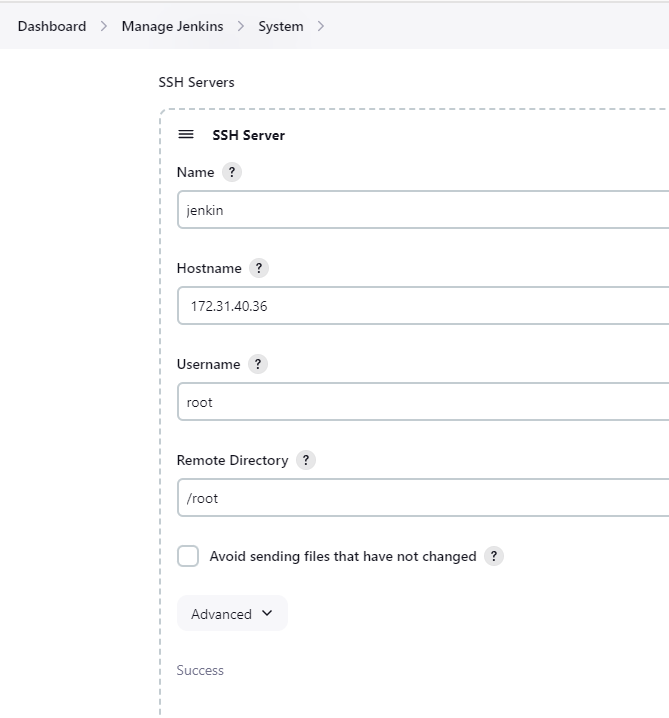 Dashboard > Manage Jenkins > System >
SSH Servers
SSH Server
Name ?
jenkin
Hostname ?
172.31.40.36
Username ?
root
Remote Directory ?
/root
Avoid sending files that have not changed ?
Advanced
Success